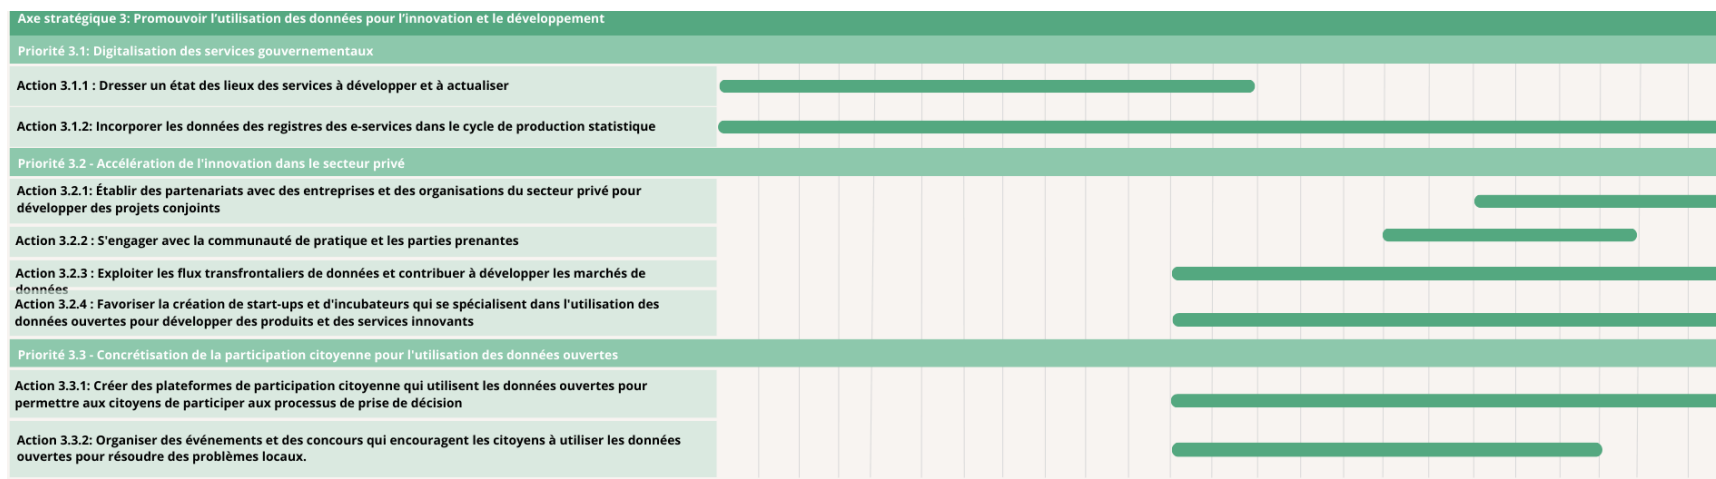 Axe stratégique 3: Promouvoir l’utilisation des données pour l’innovation et le développement
Priorité 3.1: Digitalisation des services gouvernementaux
Action 3.1.1 : Dresser un état des lieux des services à développer et à actualiser
Action 3.1.2: Incorporer les données des registres des e-services dans le cycle de production statistique
Priorité 3.2 - Accélération de l'innovation dans le secteur privé
Action 3.2.1: Établir des partenariats avec des entreprises et des organisations du secteur privé pour
développer des projets conjoints
Action 3.2.2 : S'engager avec la communauté de pratique et les parties prenantes
Action 3.2.3 : Exploiter les flux transfrontaliers de données et contribuer à développer les marchés de
données
Action 3.2.4 : Favoriser la création de start-ups et d'incubateurs qui se spécialisent dans l'utilisation des
données ouvertes pour développer des produits et des services innovants
Priorité 3.3 - Concrétisation de la participation citoyenne pour l'utilisation des données ouvertes
Action 3.3.1: Créer des plateformes de participation citoyenne qui utilisent les données ouvertes pour
permettre aux citoyens de participer aux processus de prise de décision
Action 3.3.2: Organiser des événements et des concours qui encouragent les citoyens à utiliser les données
ouvertes pour résoudre des problèmes locaux.